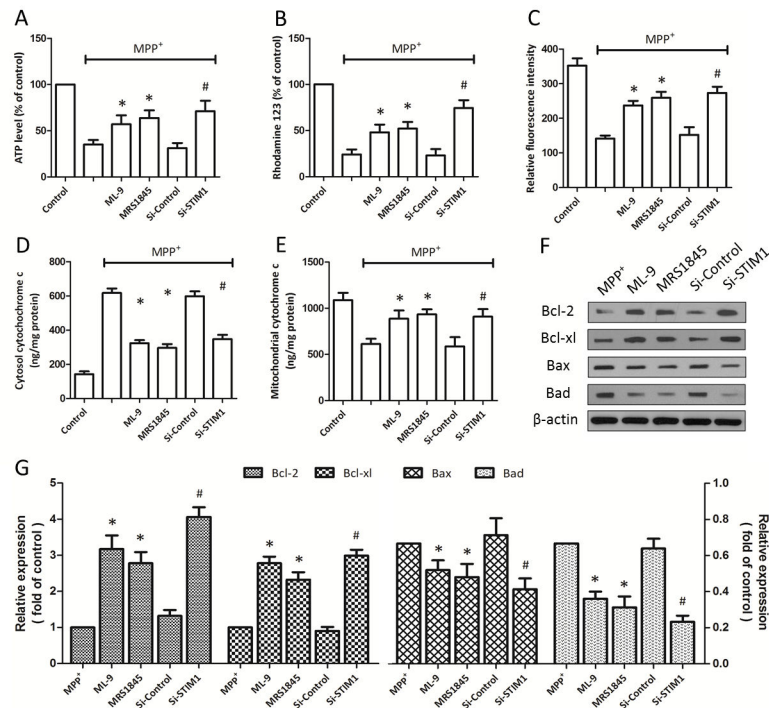 A
MPP+
ATP level (% of control)
150
100
50
0
*
*
#
Control
ML-9
MRS1845
Si-Control
Si-STIM1
B
MPP+
Rhodamine 123 (% of control)
150
100
50
0
*
*
#
Control
ML-9
MRS1845
Si-Control
Si-STIM1
C
MPP+
Relative fluorescence intensity
400
300
200
100
0
*
*
#
Control
ML-9
MRS1845
Si-Control
Si-STIM1
D
MPP+
Cytosol cytochrome c
(ng/mg protein)
800
600
400
200
0
*
*
#
Control
ML-9
MRS1845
Si-Control
Si-STIM1
E
MPP+
Mitochondrial cytochrome c
(ng/mg protein)
1500
1000
500
0
*
*
#
Control
ML-9
MRS1845
Si-Control
Si-STIM1
F
MPP+
ML-9
MRS1845
Si-Control
Si-STIM1
Bcl-2
Bcl-xl
Bax
Bad
β-actin
G
Bcl-2
Bcl-xl
Bax
Bad
Relative expression
( fold of control )
5
4
3
2
1
0
*
*
#
*
*
#
*
*
#
*
*
#
1.0
0.8
0.6
0.4
0.2
0.0
Relative expression
( fold of control )
MPP+
ML-9
MRS1845
Si-Control
Si-STIM1
MPP+
ML-9
MRS1845
Si-Control
Si-STIM1
MPP+
ML-9
MRS1845
Si-Control
Si-STIM1
MPP+
ML-9
MRS1845
Si-Control
Si-STIM1